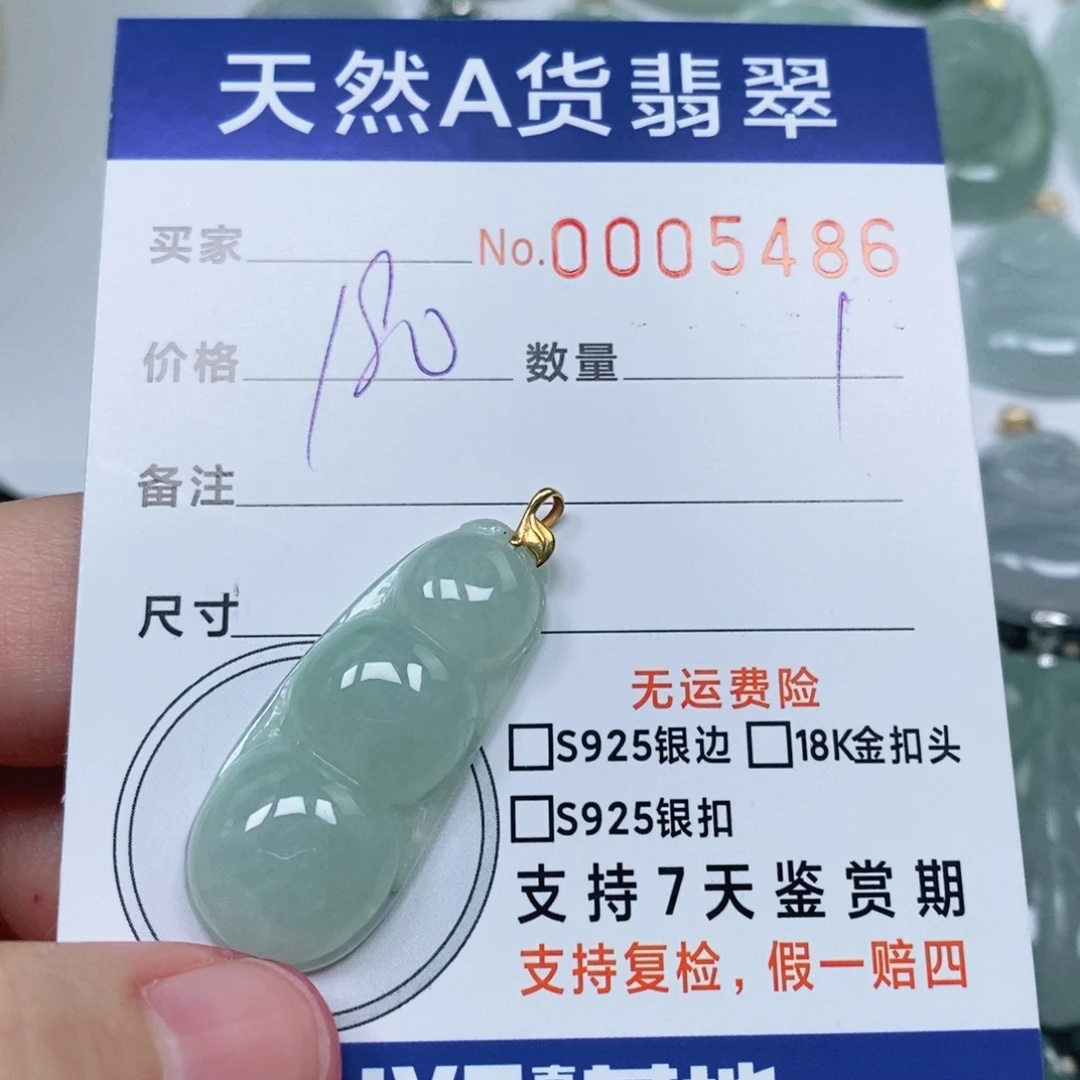 天然A货翡翠
买家 No.0005486
价格 180 数量 1
备注
尺寸
无运费险
□S925银边 □18K金扣头
□S925银扣
支持7天鉴赏期
支持复检，假一赔四